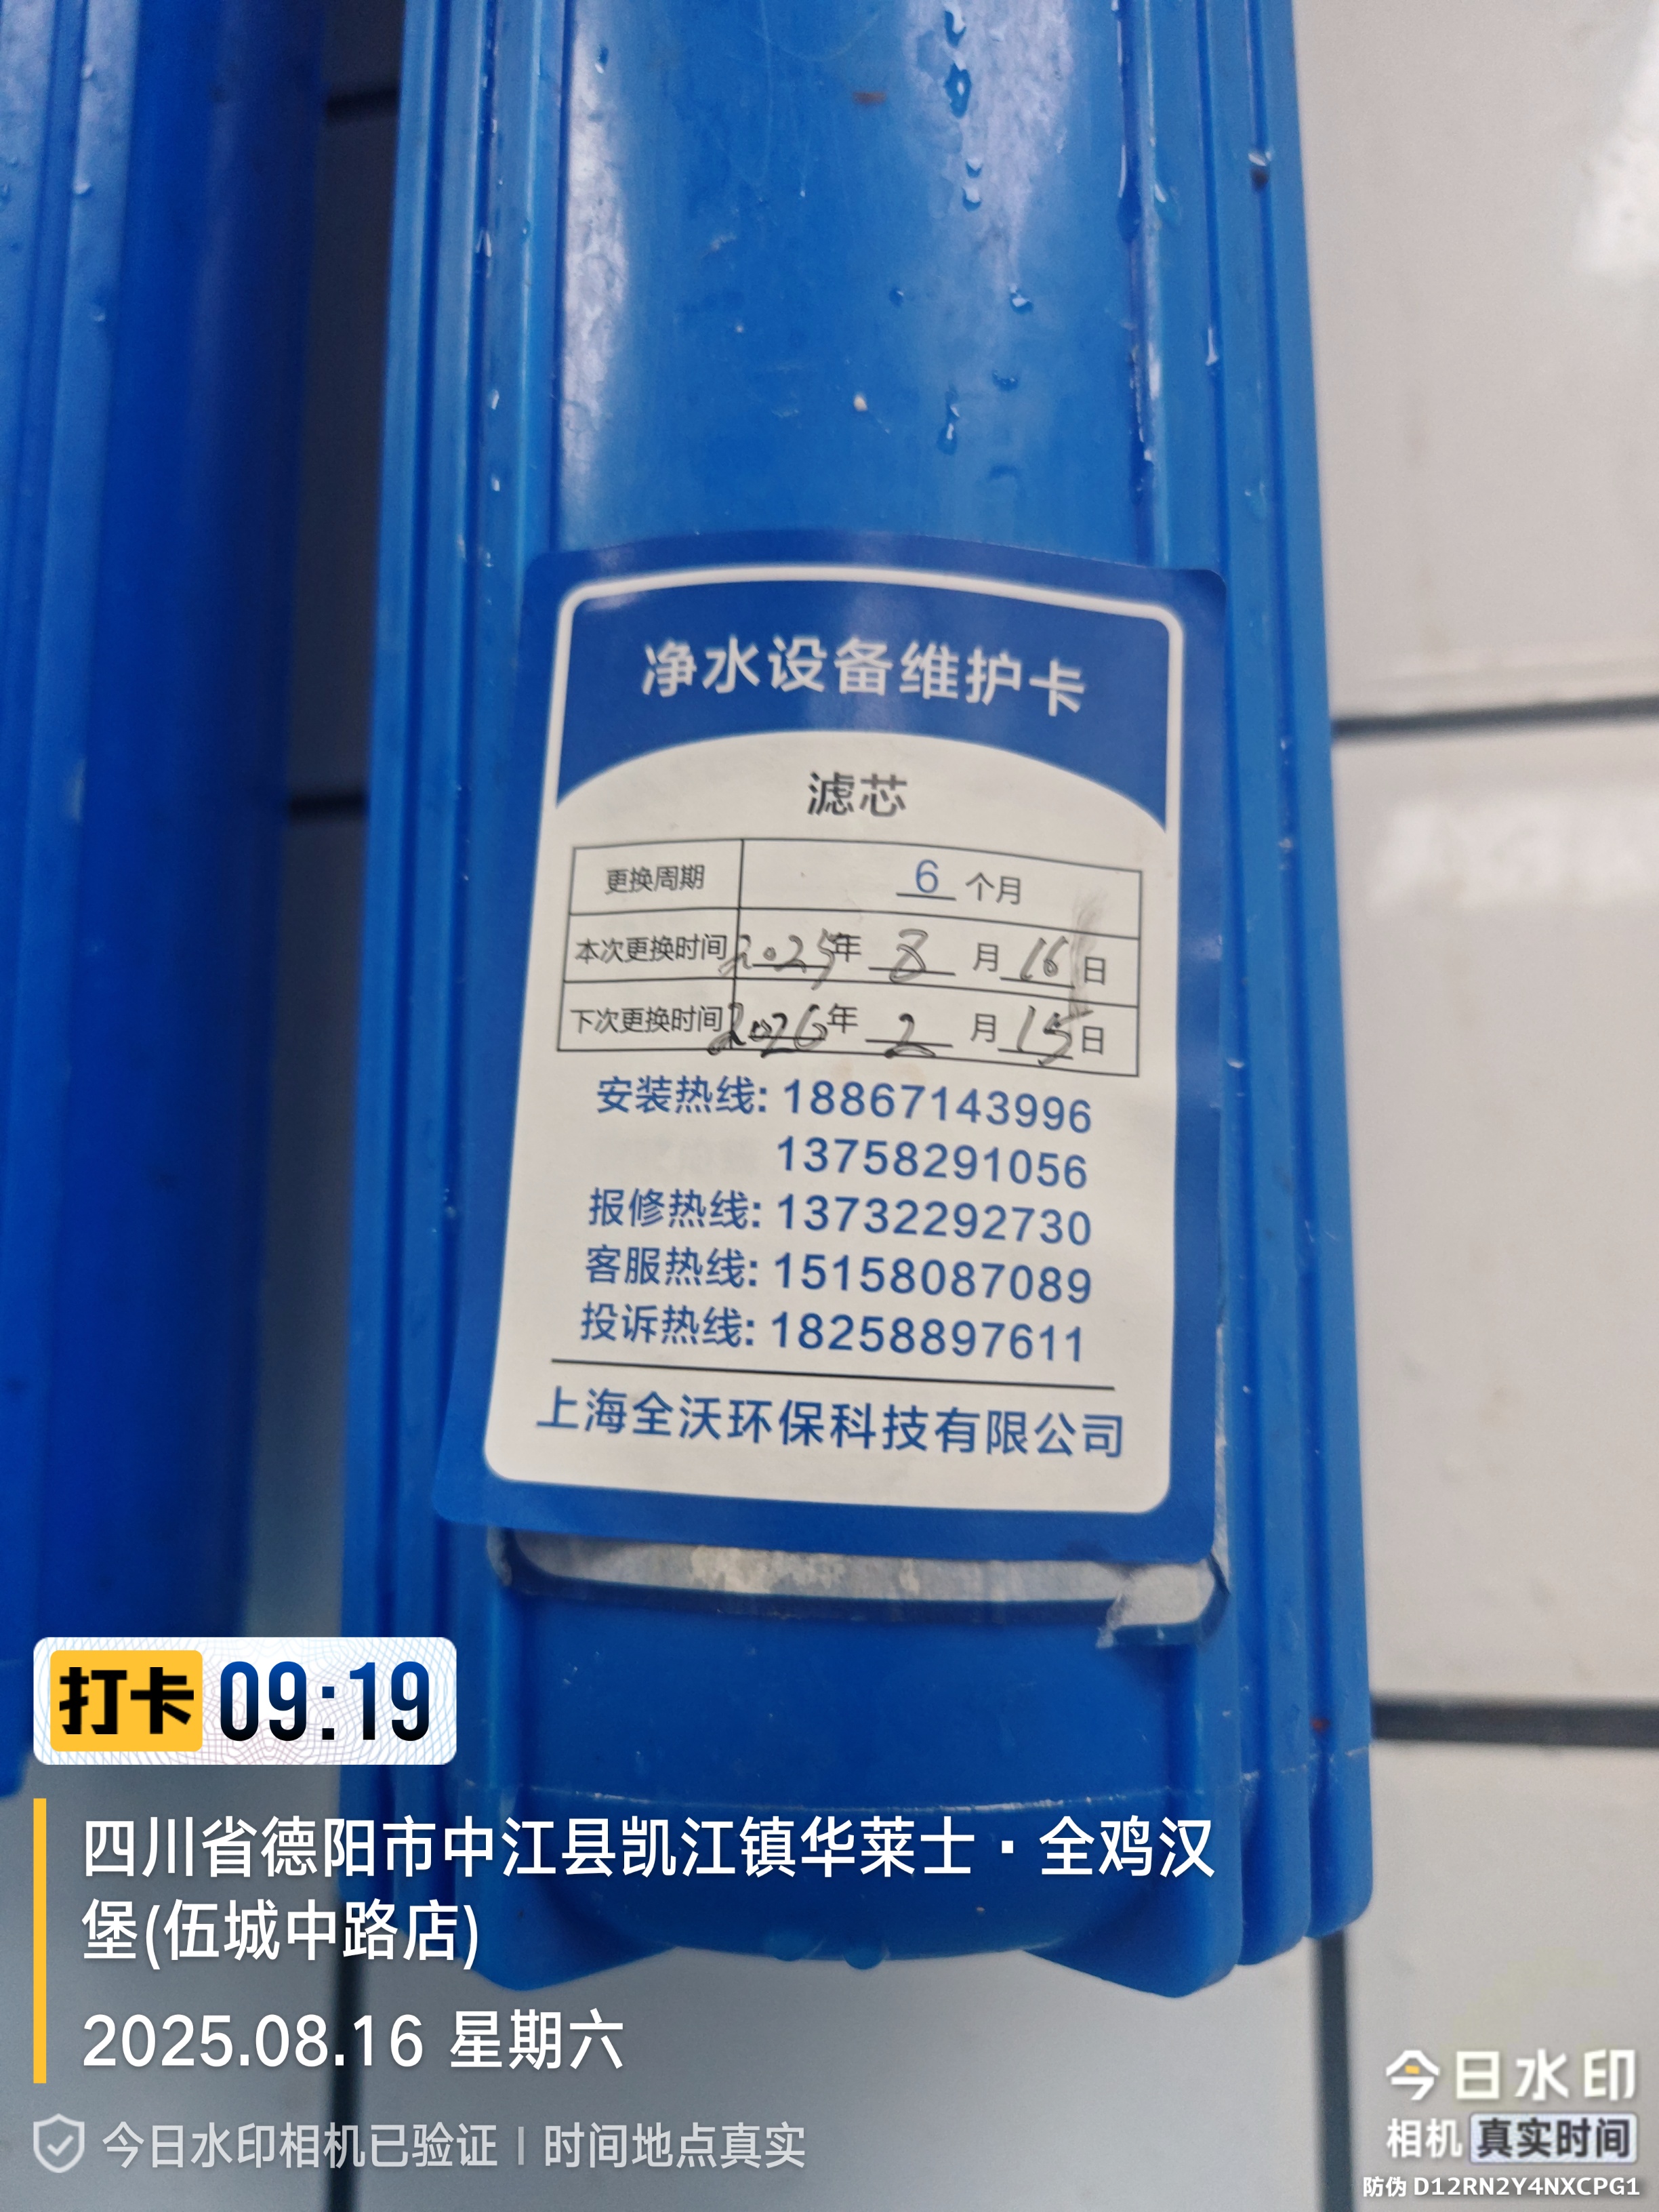 净水设备维护卡
滤芯
更换周期 6 个月
本次更换时间 2025年 8 月 16 日
下次更换时间 2026年 2 月 15 日
安装热线: 18867143996
13758291056
报修热线: 13732292730
客服热线: 15158087089
投诉热线: 18258897611
上海全沃环保科技有限公司
打卡 09:19
四川省德阳市中江县凯江镇华莱士·全鸡汉
堡(伍城中路店)
2025.08.16 星期六
今日水印相机已验证 | 时间地点真实
今日水印
相机 真实时间
防伪 D12RN2Y4NXCPG1